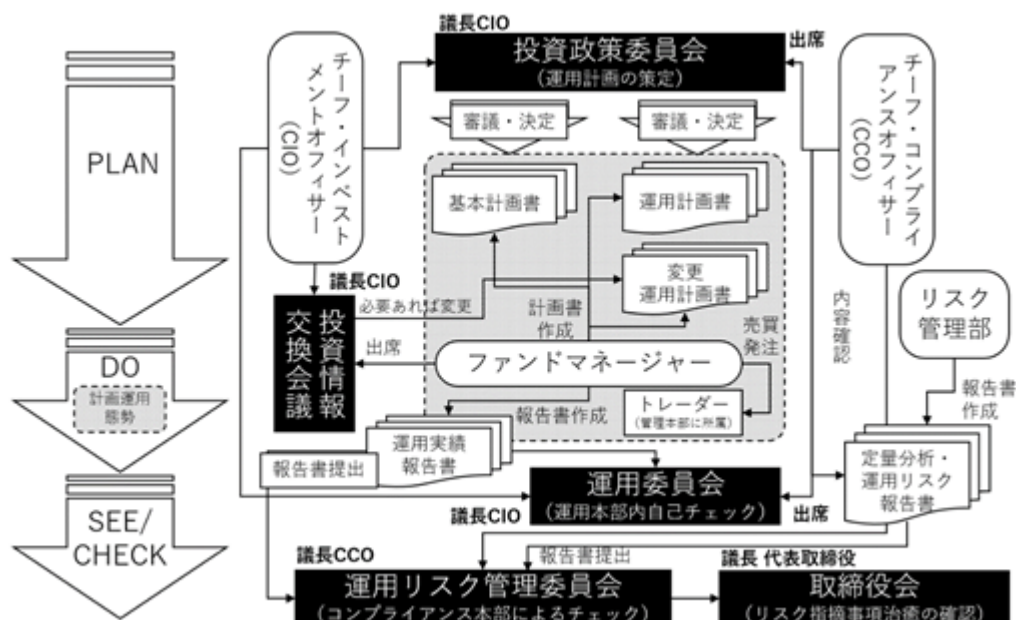 PLAN
DO
計画運用
態勢
SEE/
CHECK
チーフ・インベスト
メントオフィサー
(CIO)
議長CIO
投資政策委員会
(運用計画の策定)
出席
チーフ・コンプライ
アンスオフィサー
(CCO)
審議・決定
審議・決定
基本計画書
運用計画書
変更
運用計画書
議長CIO
投資情報
交換会議
必要あれば変更
計画書
作成
売買
発注
内容確認
リスク
管理部
出席
ファンドマネージャー
報告書作成
トレーダー
(管理本部に所属)
報告書
作成
運用実績
報告書
報告書提出
定量分析・
運用リスク
報告書
運用委員会
(運用本部内自己チェック)
議長CIO
出席
議長CCO
報告書提出
議長 代表取締役
運用リスク管理委員会
(コンプライアンス本部によるチェック)
取締役会
(リスク指摘事項治癒の確認)